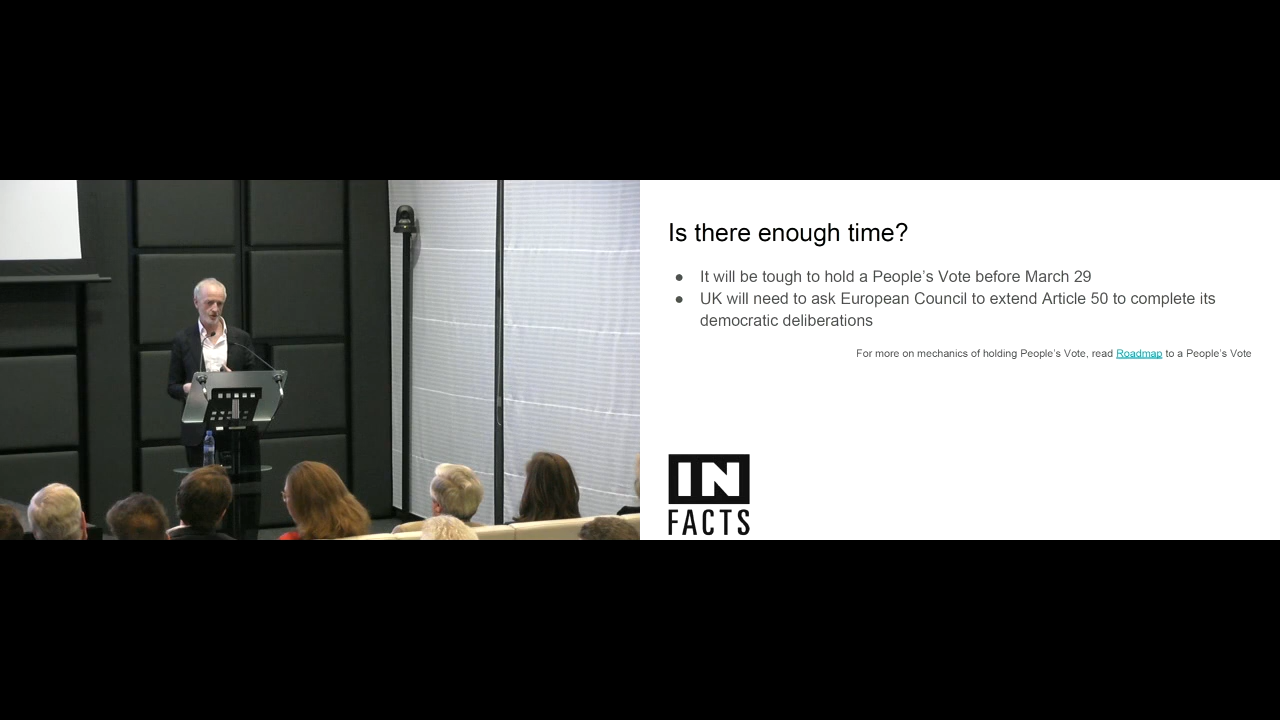 Is there enough time?
● It will be tough to hold a People’s Vote before March 29
● UK will need to ask European Council to extend Article 50 to complete its
democratic deliberations
For more on mechanics of holding People’s Vote, read Roadmap to a People’s Vote
IN
FACTS